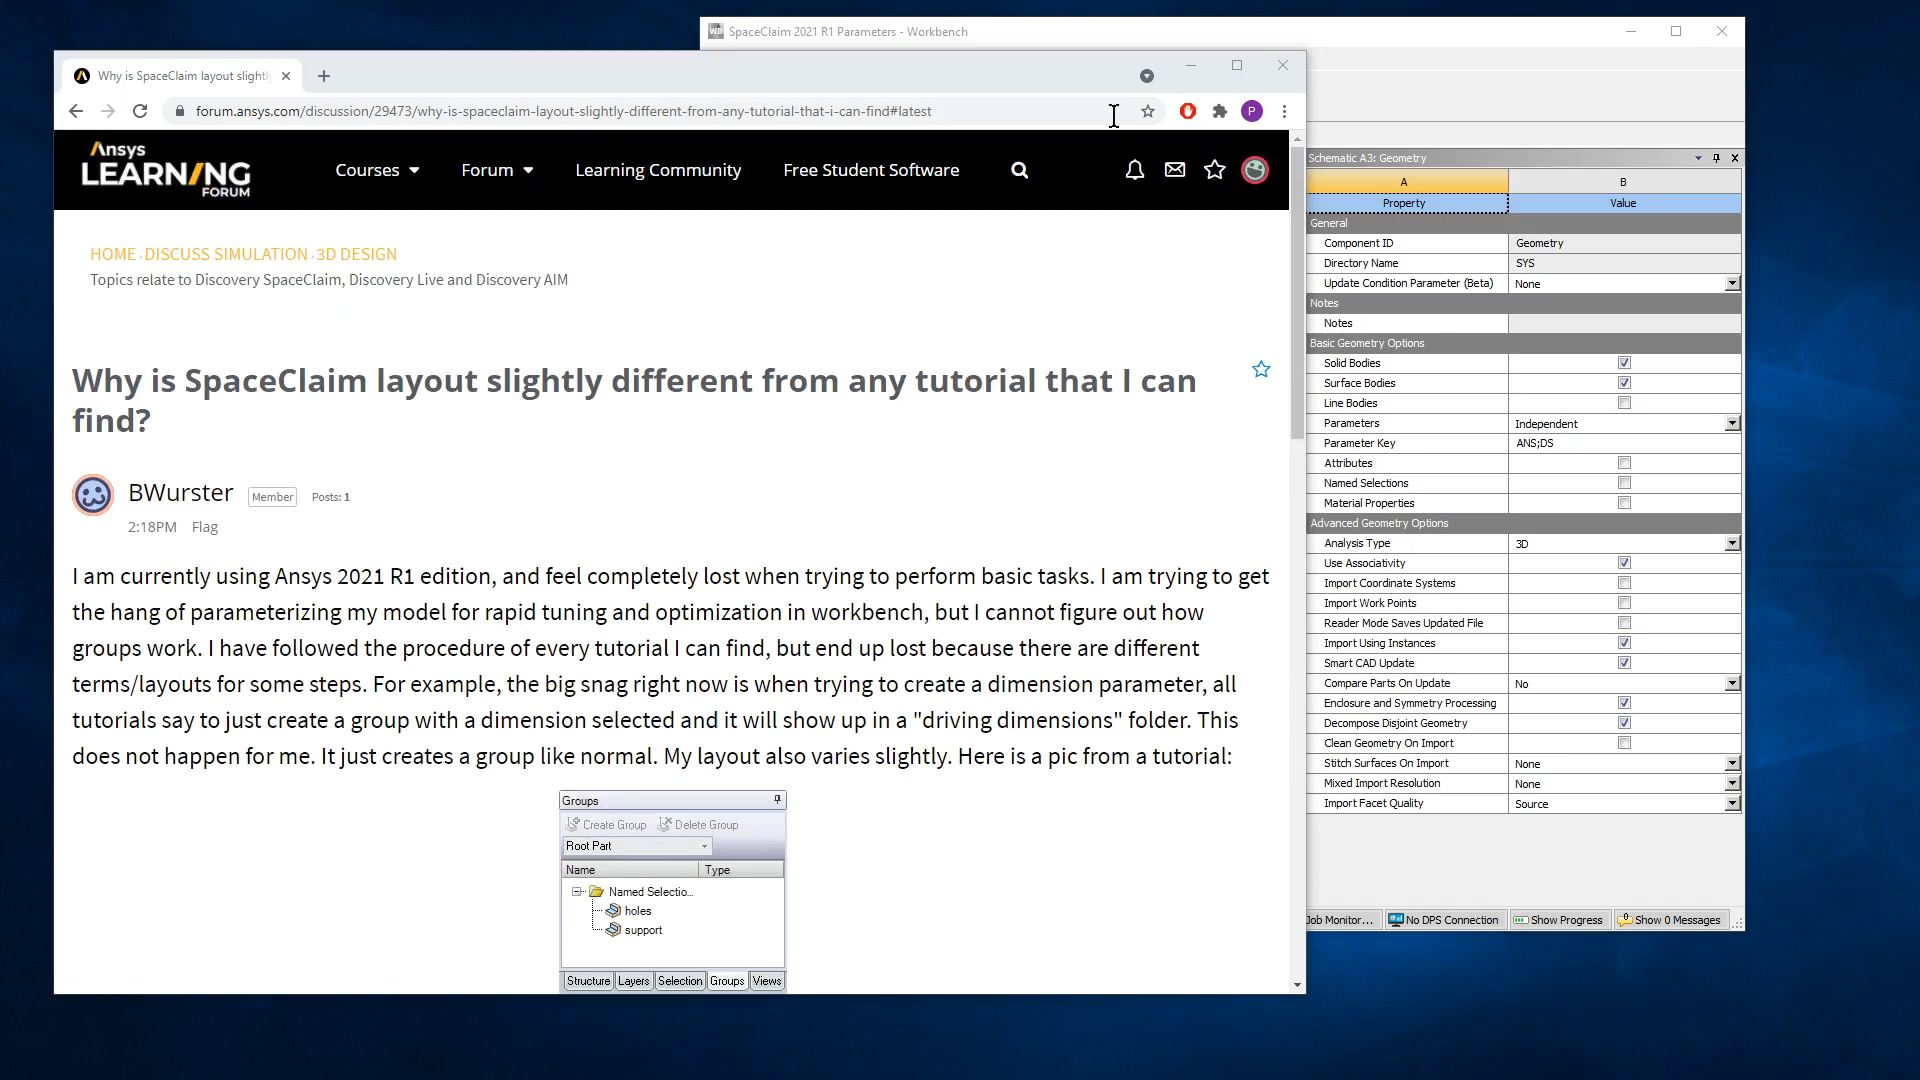 SpaceClaim 2021 R1 Parameters - Workbench
Why is SpaceClaim layout slightl
forum.ansys.com/discussion/29473/why-is-spaceclaim-layout-slightly-different-from-any-tutorial-that-i-can-find#latest
P
Ansys
LEARNING
FORUM
Courses
Forum
Learning Community
Free Student Software
HOME › DISCUSS SIMULATION › 3D DESIGN
Topics relate to Discovery SpaceClaim, Discovery Live and Discovery AIM
Why is SpaceClaim layout slightly different from any tutorial that I can
find?
BWurster Member Posts: 1
2:18PM Flag
I am currently using Ansys 2021 R1 edition, and feel completely lost when trying to perform basic tasks. I am trying to get
the hang of parameterizing my model for rapid tuning and optimization in workbench, but I cannot figure out how
groups work. I have followed the procedure of every tutorial I can find, but end up lost because there are different
terms/layouts for some steps. For example, the big snag right now is when trying to create a dimension parameter, all
tutorials say to just create a group with a dimension selected and it will show up in a "driving dimensions" folder. This
does not happen for me. It just creates a group like normal. My layout also varies slightly. Here is a pic from a tutorial:
Groups
Create Group Delete Group
Root Part
Name Type
Named Selectio...
holes
support
Structure Layers Selection Groups Views
Schematic A3: Geometry
A B
Property Value
General
Component ID Geometry
Directory Name SYS
Update Condition Parameter (Beta) None
Notes
Notes
Basic Geometry Options
Solid Bodies
Surface Bodies
Line Bodies
Parameters Independent
Parameter Key ANS;DS
Attributes
Named Selections
Material Properties
Advanced Geometry Options
Analysis Type 3D
Use Associativity
Import Coordinate Systems
Import Work Points
Reader Mode Saves Updated File
Import Using Instances
Smart CAD Update
Compare Parts On Update No
Enclosure and Symmetry Processing
Decompose Disjoint Geometry
Clean Geometry On Import
Stitch Surfaces On Import None
Mixed Import Resolution None
Import Facet Quality Source
Job Monitor... No DPS Connection Show Progress Show 0 Messages